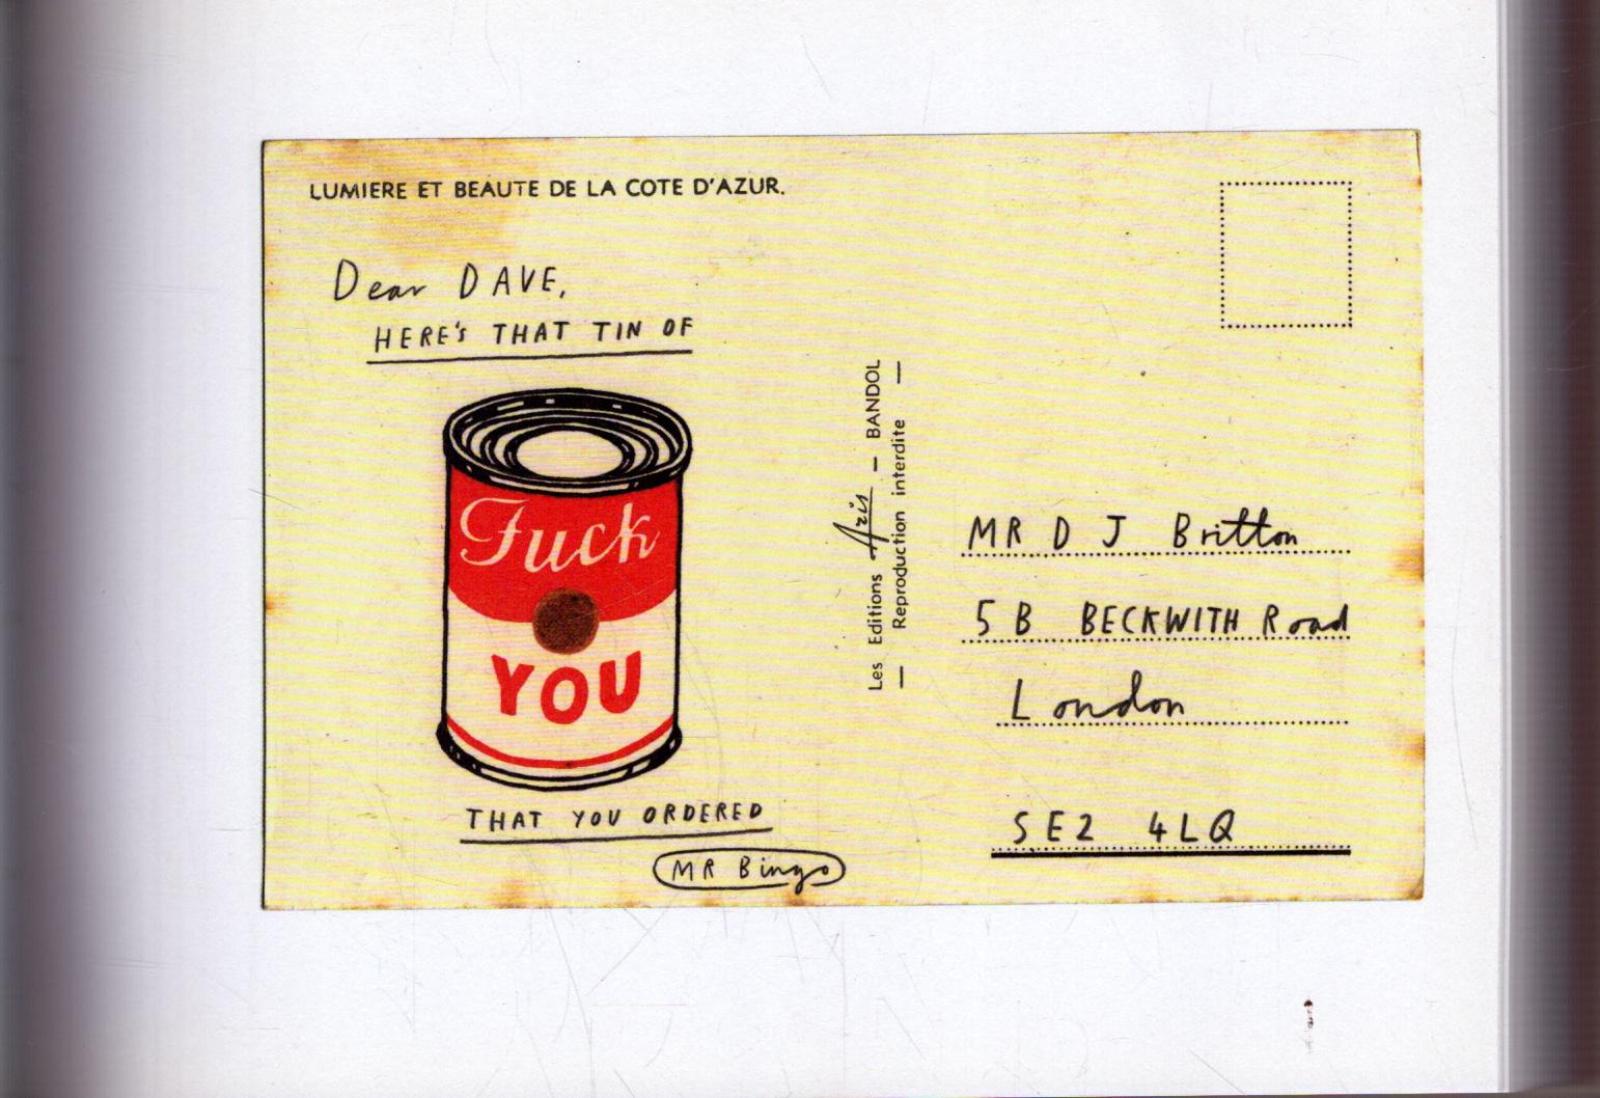 LUMIERE ET BEAUTE DE LA COTE D'AZUR.
Dear DAVE,
HERE'S THAT TIN OF
Fuck
YOU
THAT YOU ORDERED
MR Bingo
Les Editions Aris — BANDOL
— Reproduction interdite —
MR D J Britton
5 B BECKWITH Road
London
SE2 4LQ